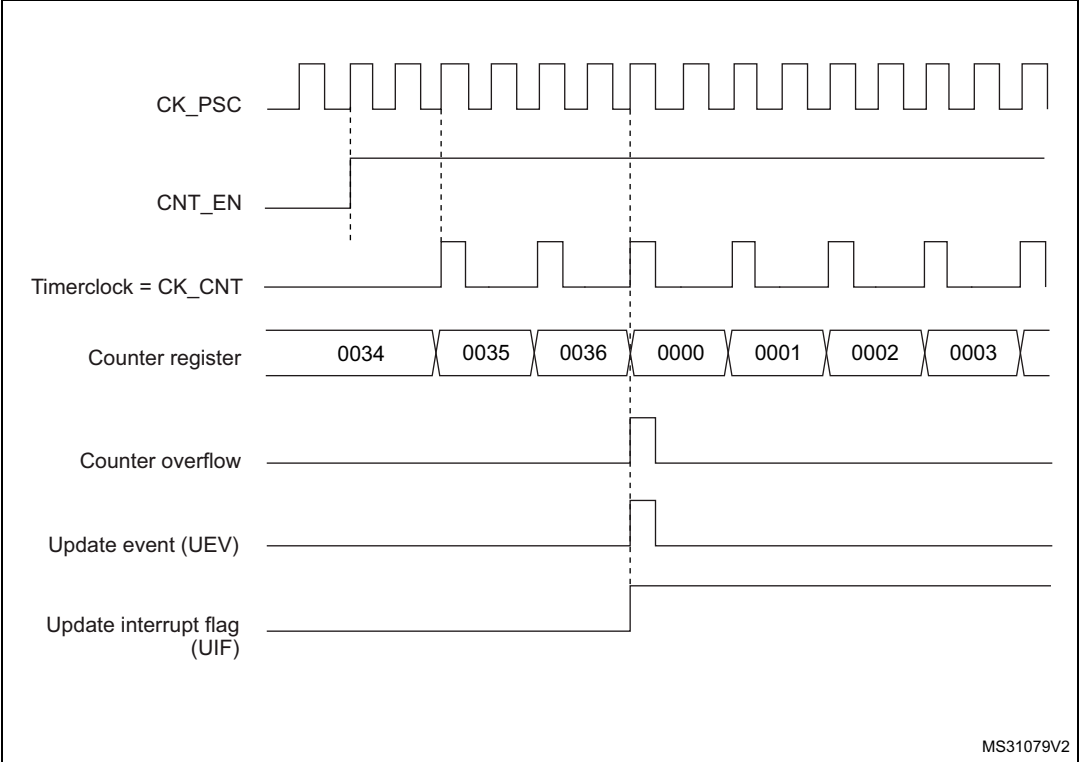 CK_PSC
CNT_EN
Timerclock = CK_CNT
Counter register
0034 0035 0036 0000 0001 0002 0003
Counter overflow
Update event (UEV)
Update interrupt flag
(UIF)
MS31079V2